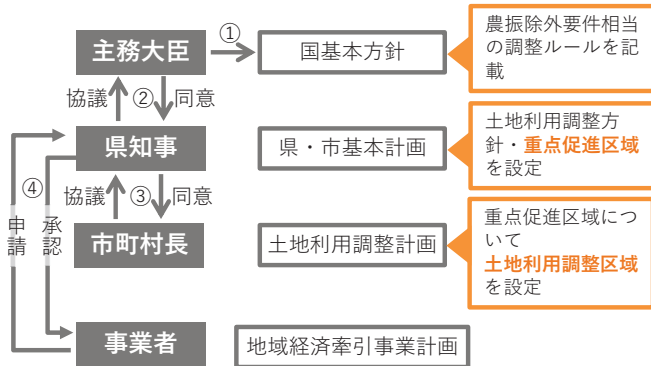 主務大臣
①
国基本方針
農振除外要件相当
の調整ルールを記
載
協議
②
同意
県知事
県・市基本計画
土地利用調整方
針・重点促進区域
を設定
④
協議
③
同意
申請
承認
市町村長
土地利用調整計画
重点促進区域につ
いて
土地利用調整区域
を設定
事業者
地域経済牽引事業計画